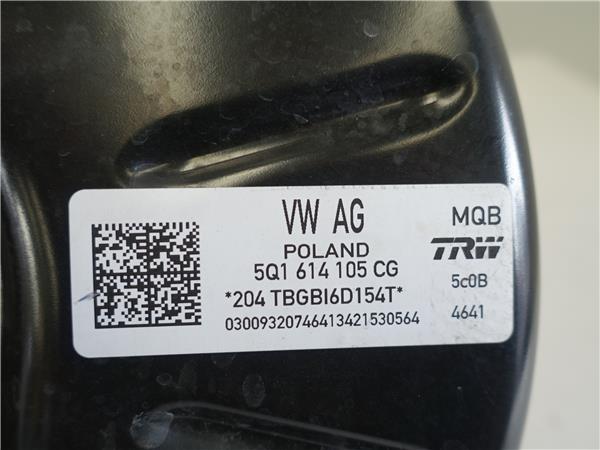 VW AG
MQB
POLAND
TRW
5Q1 614 105 CG
5c0B
*204 TBGBI6D154T*
4641
03009320746413421530564